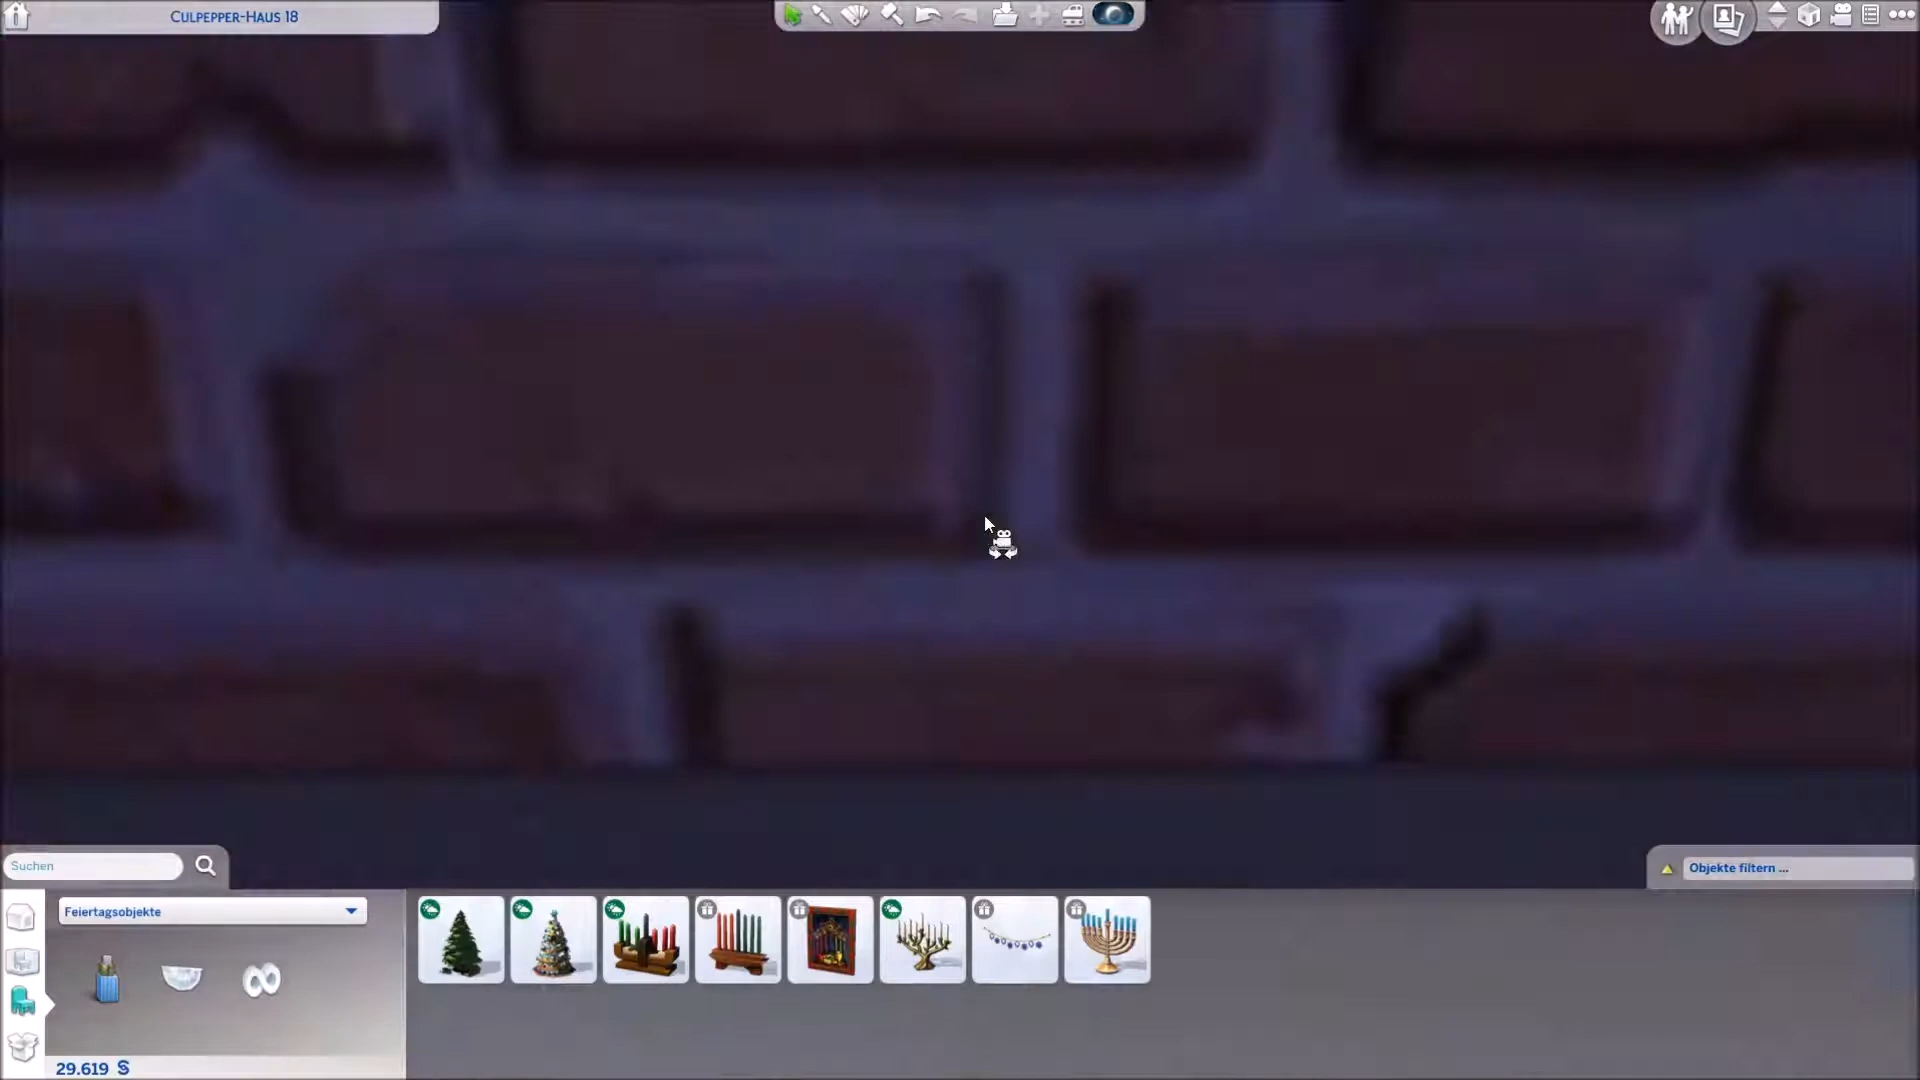 CULPEPPER-HAUS 18
Suchen
Objekte filtern ...
Feiertagsobjekte
29.619 §